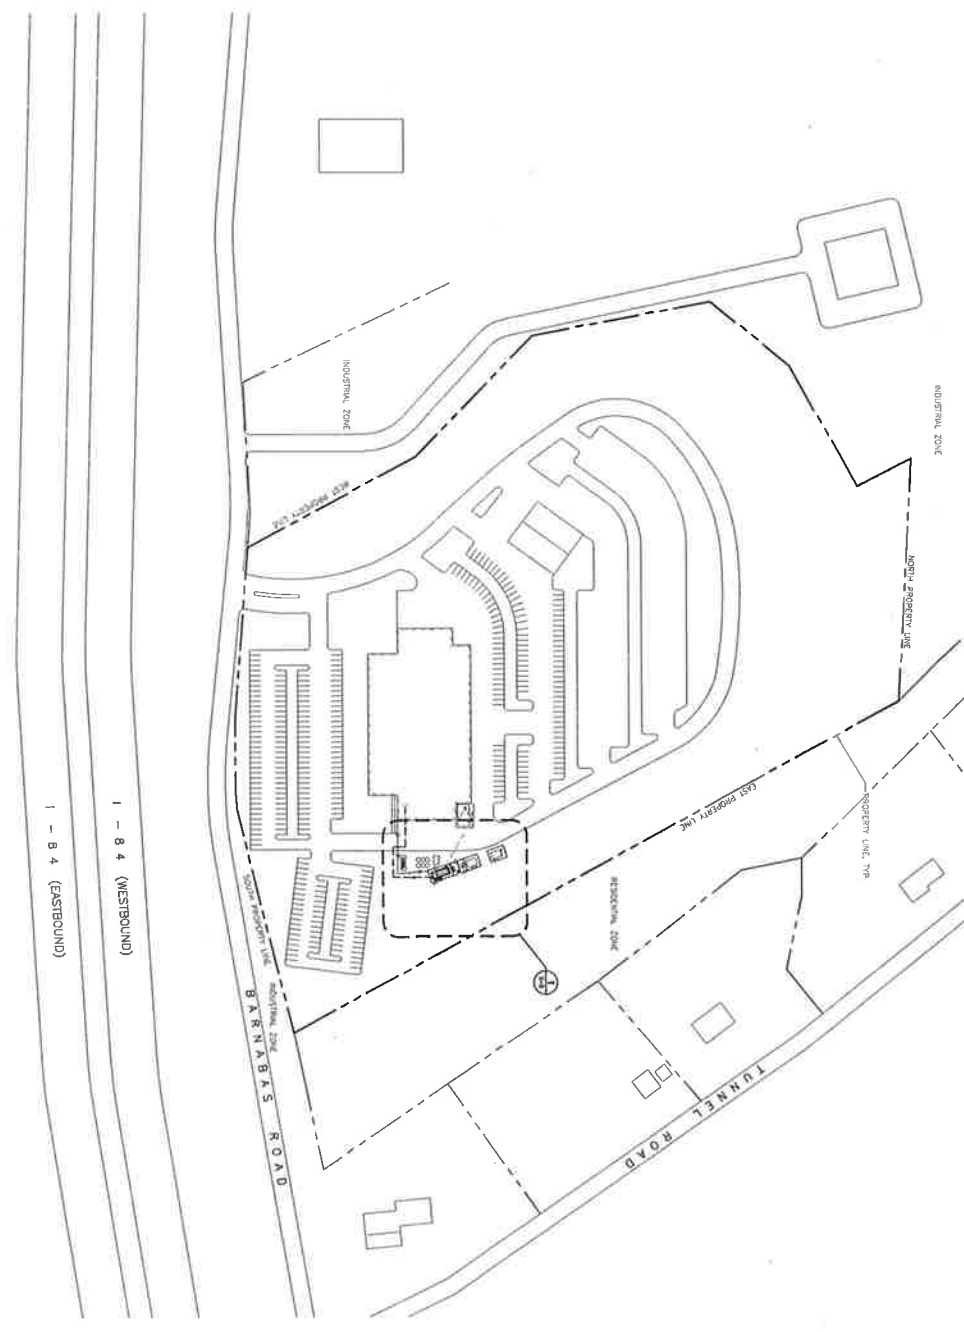 INDUSTRIAL ZONE
INDUSTRIAL ZONE
WEST PROPERTY LINE
NORTH PROPERTY LINE
EAST PROPERTY LINE
PROPERTY LINE, TYP
RESIDENTIAL ZONE
SOUTH PROPERTY LINE
INDUSTRIAL ZONE
BARNABAS ROAD
TUNNEL ROAD
I-84 (WESTBOUND)
I-84 (EASTBOUND)